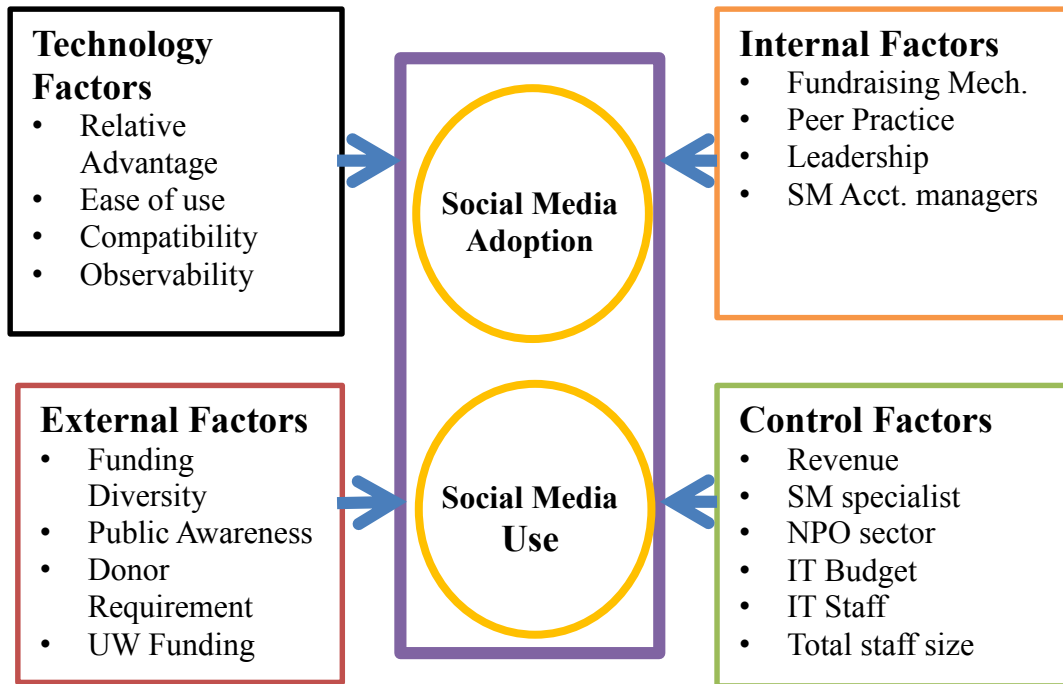 Technology
Factors
• Relative
Advantage
• Ease of use
• Compatibility
• Observability
Social Media
Adoption
Internal Factors
• Fundraising Mech.
• Peer Practice
• Leadership
• SM Acct. managers
External Factors
• Funding
Diversity
• Public Awareness
• Donor
Requirement
• UW Funding
Social Media
Use
Control Factors
• Revenue
• SM specialist
• NPO sector
• IT Budget
• IT Staff
• Total staff size